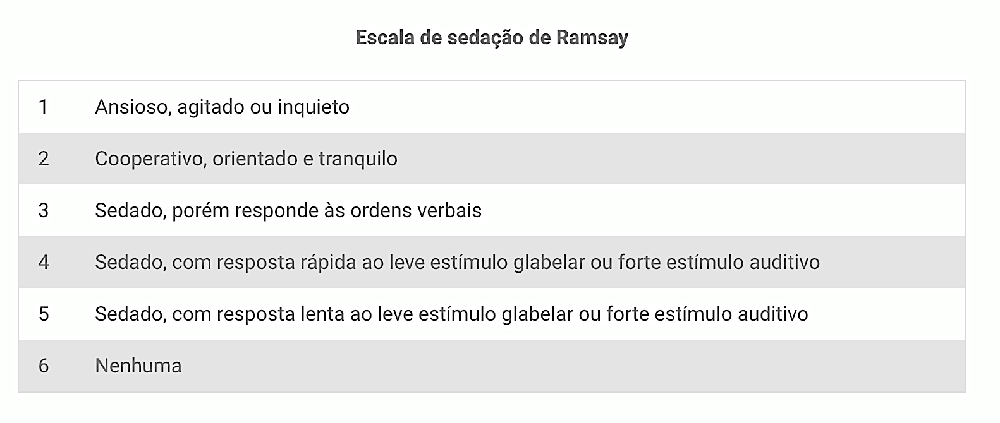 Escala de sedação de Ramsay
1 Ansioso, agitado ou inquieto
2 Cooperativo, orientado e tranquilo
3 Sedado, porém responde às ordens verbais
4 Sedado, com resposta rápida ao leve estímulo glabelar ou forte estímulo auditivo
5 Sedado, com resposta lenta ao leve estímulo glabelar ou forte estímulo auditivo
6 Nenhuma